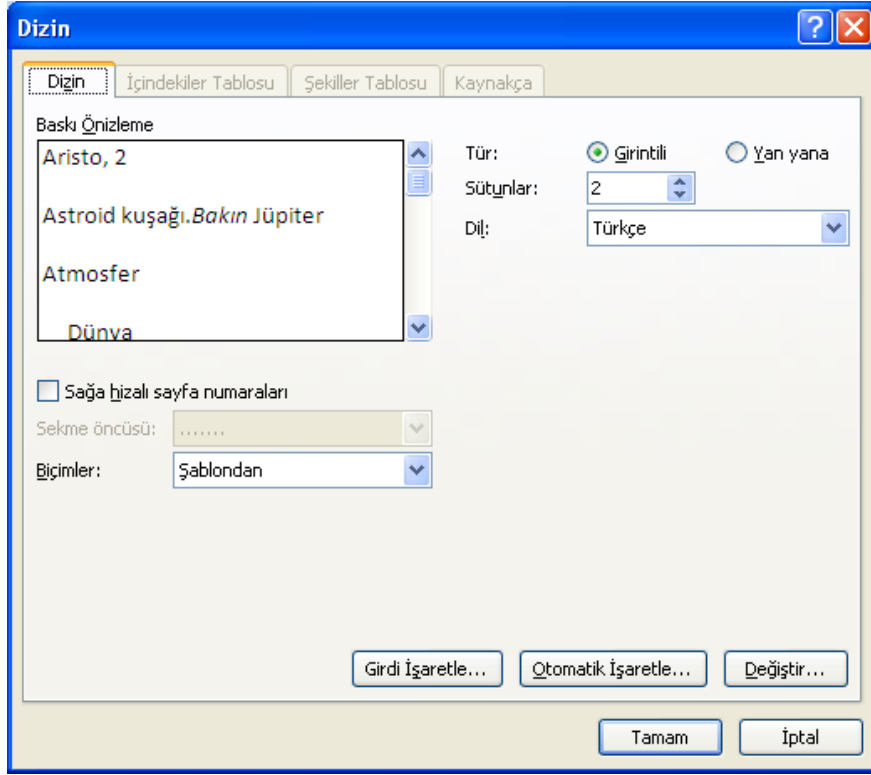 Dizin
Dizin İçindekiler Tablosu Şekiller Tablosu Kaynakça
Baskı Önizleme
Aristo, 2
Astroid kuşağı.Bakın Jüpiter
Atmosfer
Dünya
Tür: Girintili Yan yana
Sütunlar: 2
Dil: Türkçe
Sağa hizalı sayfa numaraları
Sekme öncüsü: .......
Biçimler: Şablondan
Girdi İşaretle... Otomatik İşaretle... Değiştir...
Tamam İptal